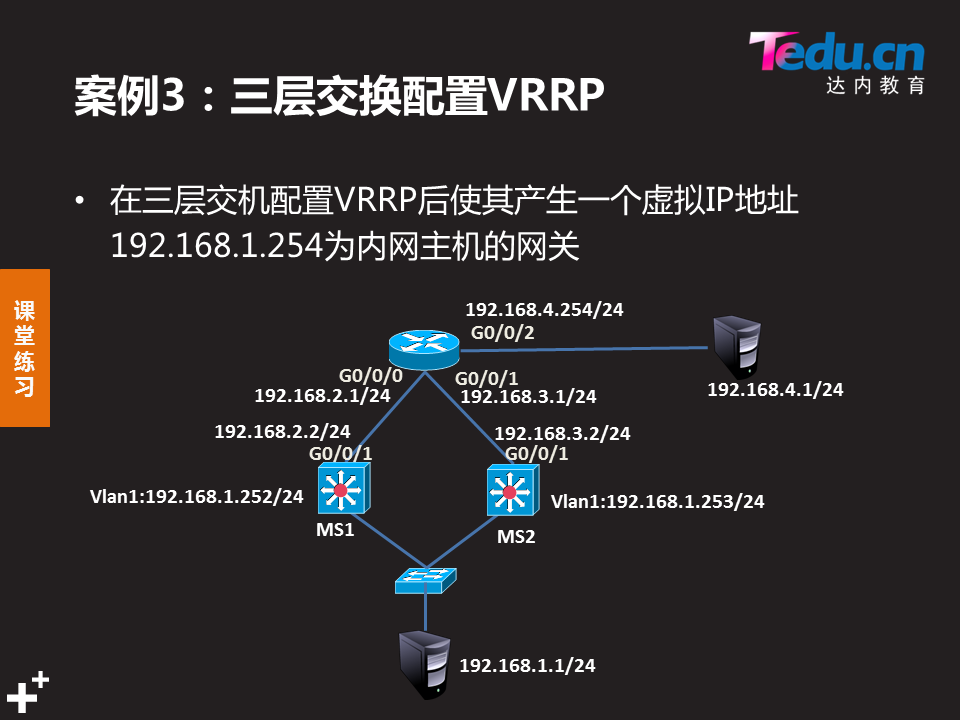 Tedu.cn
达内教育
案例3：三层交换配置VRRP
• 在三层交机配置VRRP后使其产生一个虚拟IP地址
192.168.1.254为内网主机的网关
课
堂
练
习
192.168.4.254/24
G0/0/2
G0/0/0
G0/0/1
192.168.2.1/24
192.168.3.1/24
192.168.4.1/24
192.168.2.2/24
192.168.3.2/24
G0/0/1
G0/0/1
Vlan1:192.168.1.252/24
Vlan1:192.168.1.253/24
MS1
MS2
192.168.1.1/24